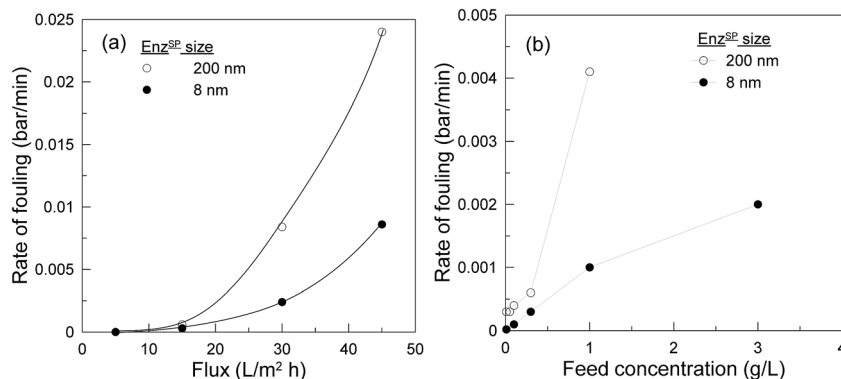 (a)
Enz^SP size
200 nm
8 nm
Rate of fouling (bar/min)
0.025
0.02
0.015
0.01
0.005
0
0 10 20 30 40 50
Flux (L/m² h)
(b)
Enz^SP size
200 nm
8 nm
Rate of fouling (bar/min)
0.005
0.004
0.003
0.002
0.001
0.000
0 1 2 3 4
Feed concentration (g/L)